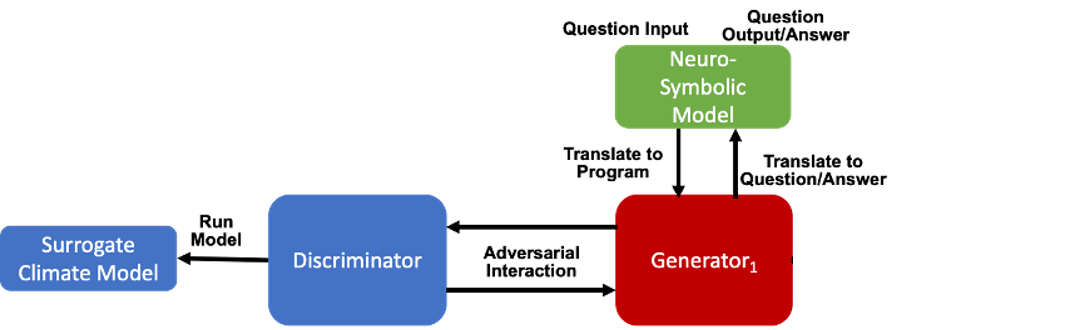 Question Input
Question
Output/Answer
Neuro-
Symbolic
Model
Translate to
Program
Translate to
Question/Answer
Run
Model
Surrogate
Climate Model
Discriminator
Adversarial
Interaction
Generator₁